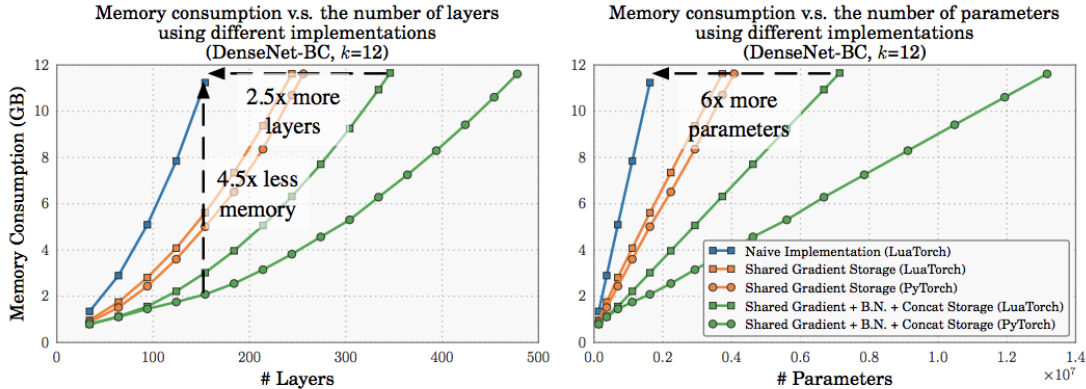 Memory consumption v.s. the number of layers
using different implementations
(DenseNet-BC, k=12)
12
10
8
6
4
2
0
Memory Consumption (GB)
2.5x more
layers
4.5x less
memory
0 100 200 300 400 500
# Layers
Memory consumption v.s. the number of parameters
using different implementations
(DenseNet-BC, k=12)
12
10
8
6
4
2
0
6x more
parameters
Naive Implementation (LuaTorch)
Shared Gradient Storage (LuaTorch)
Shared Gradient Storage (PyTorch)
Shared Gradient + B.N. + Concat Storage (LuaTorch)
Shared Gradient + B.N. + Concat Storage (PyTorch)
0.0 0.2 0.4 0.6 0.8 1.0 1.2 1.4
×10⁷
# Parameters